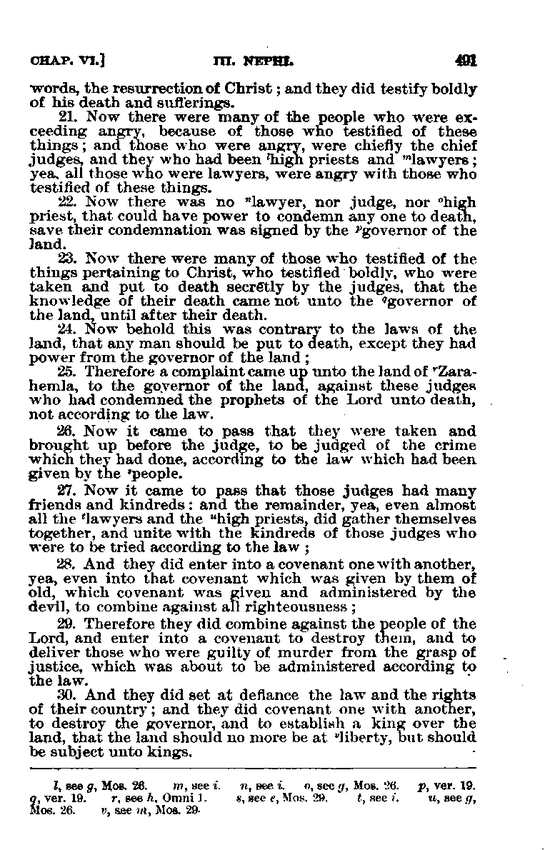 CHAP. VI.] III. NEPHI. 491
words, the resurrection of Christ; and they did testify boldly
of his death and sufferings.
21. Now there were many of the people who were ex-
ceeding angry, because of those who testified of these
things; and those who were angry, were chiefly the chief
judges, and they who had been lhigh priests and mlawyers;
yea, all those who were lawyers, were angry with those who
testified of these things.
22. Now there was no nlawyer, nor judge, nor ohigh
priest, that could have power to condemn any one to death,
save their condemnation was signed by the pgovernor of the
land.
23. Now there were many of those who testified of the
things pertaining to Christ, who testified boldly, who were
taken and put to death secretly by the judges, that the
knowledge of their death came not unto the qgovernor of
the land, until after their death.
24. Now behold this was contrary to the laws of the
land, that any man should be put to death, except they had
power from the governor of the land;
25. Therefore a complaint came up unto the land of rZara-
hemla, to the governor of the land, against these judges
who had condemned the prophets of the Lord unto death,
not according to the law.
26. Now it came to pass that they were taken and
brought up before the judge, to be judged of the crime
which they had done, according to the law which had been
given by the speople.
27. Now it came to pass that those judges had many
friends and kindreds: and the remainder, yea, even almost
all the tlawyers and the uhigh priests, did gather themselves
together, and unite with the kindreds of those judges who
were to be tried according to the law;
28. And they did enter into a covenant one with another,
yea, even into that covenant which was given by them of
old, which covenant was given and administered by the
devil, to combine against all righteousness;
29. Therefore they did combine against the people of the
Lord, and enter into a covenant to destroy them, and to
deliver those who were guilty of murder from the grasp of
justice, which was about to be administered according to
the law.
30. And they did set at defiance the law and the rights
of their country; and they did covenant one with another,
to destroy the governor, and to establish a king over the
land, that the land should no more be at vliberty, but should
be subject unto kings.
l, see g, Mos. 26. m, see i. n, see i. o, see g, Mos. 26. p, ver. 19.
q, ver. 19. r, see h, Omni 1. s, see e, Mos. 29. t, see i. u, see g,
Mos. 26. v, see m, Mos. 29.